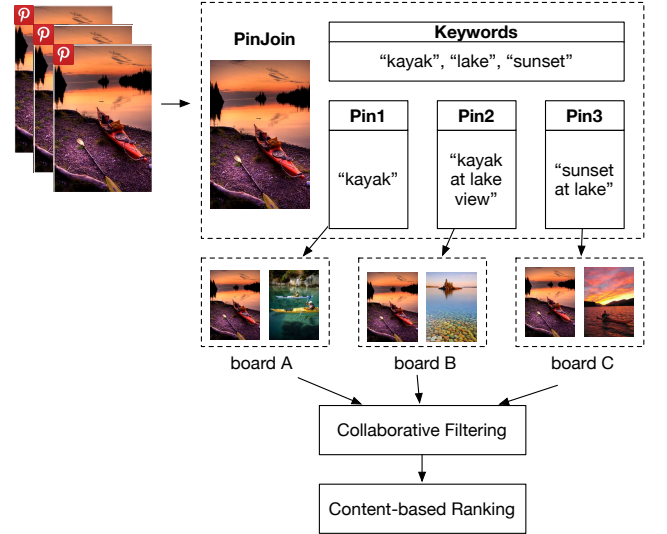 PinJoin
Keywords
“kayak”, “lake”, “sunset”
Pin1
Pin2
Pin3
“kayak”
“kayak
at lake
view”
“sunset
at lake”
board A
board B
board C
Collaborative Filtering
Content-based Ranking